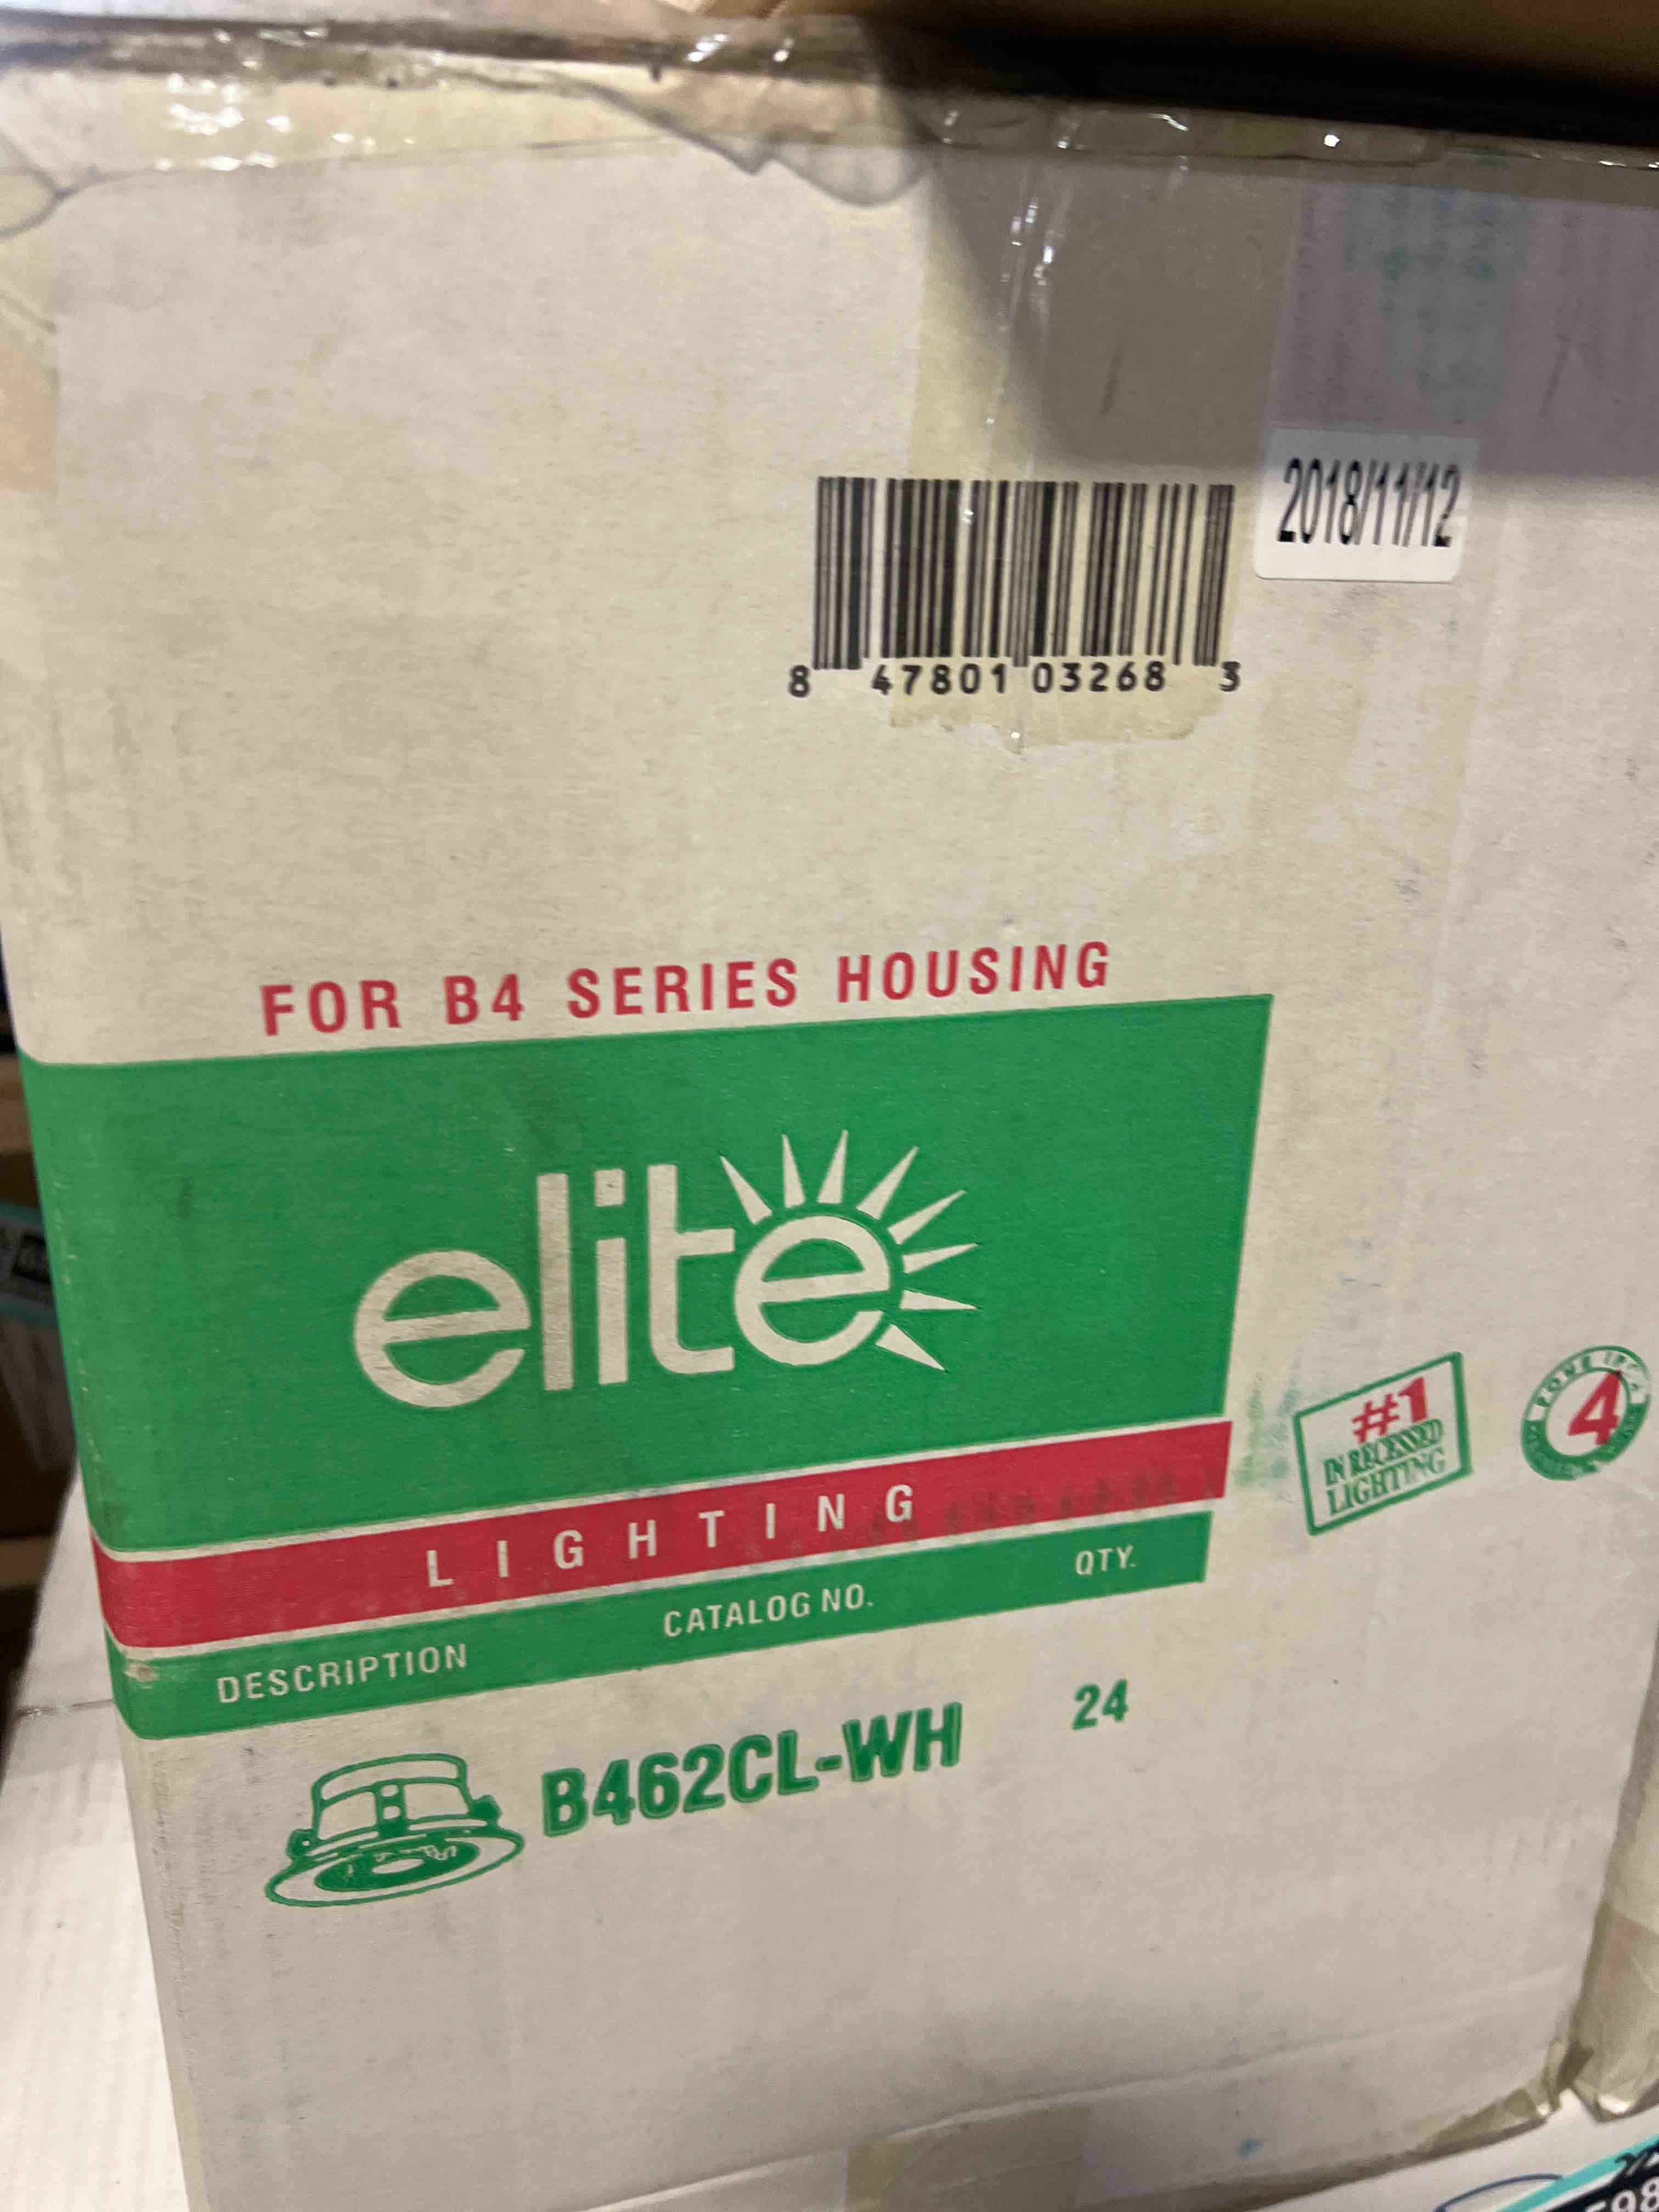 2018/11/12
8 47801 03268 3
FOR B4 SERIES HOUSING
elite
LIGHTING
DESCRIPTION CATALOG NO. QTY.
B462CL-WH 24
#1
IN RECESSED
LIGHTING
4
98